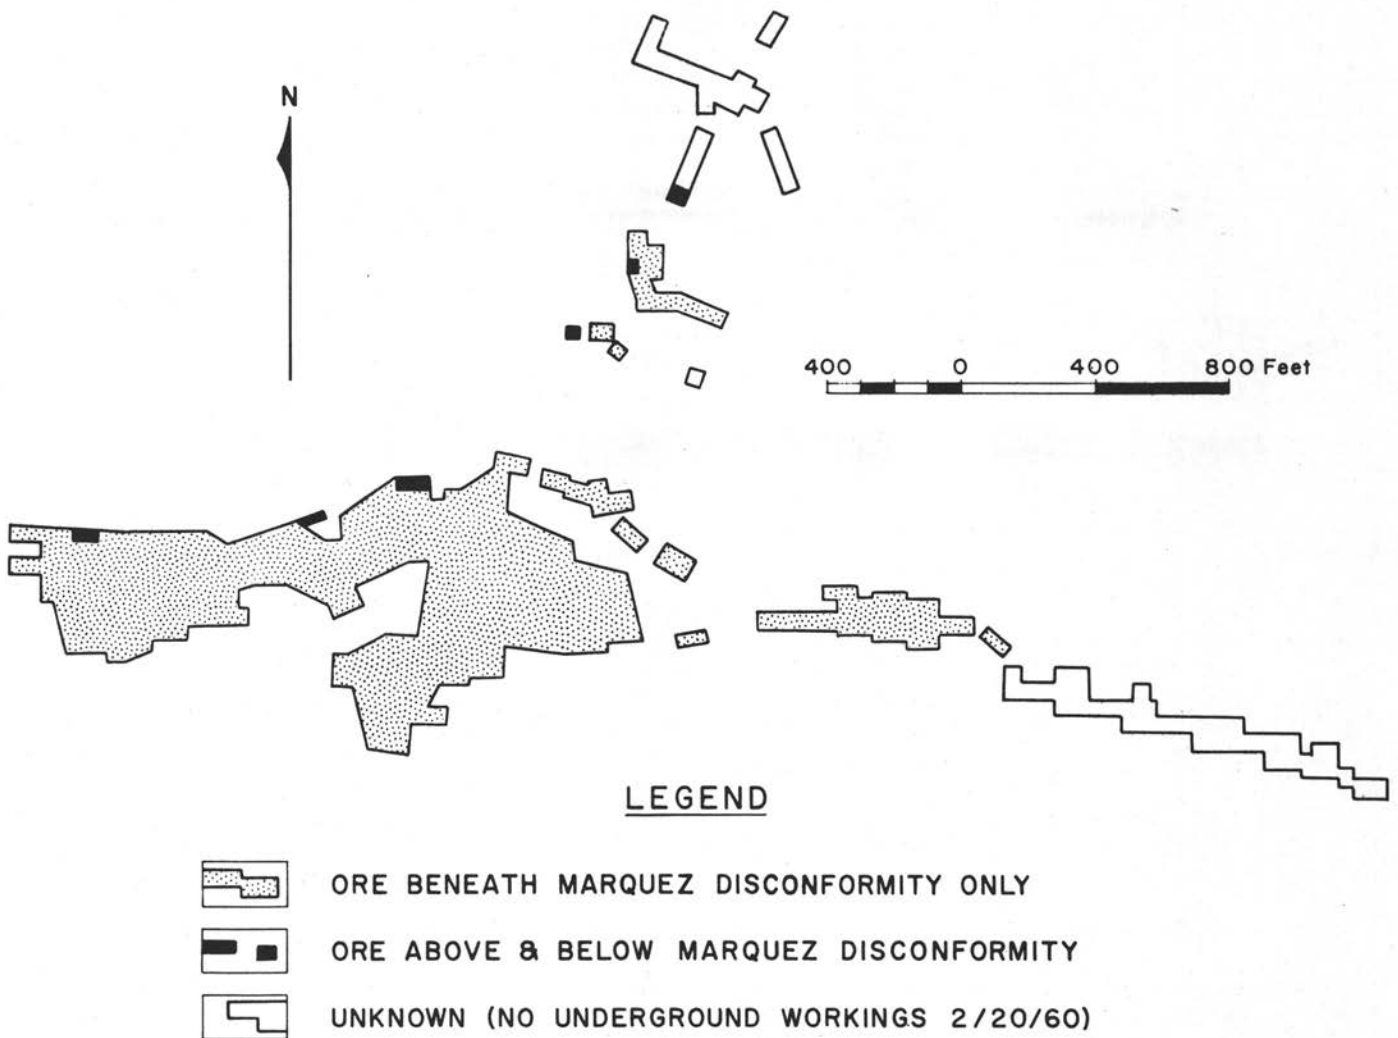 N
400 0 400 800 Feet
LEGEND
ORE BENEATH MARQUEZ DISCONFORMITY ONLY
ORE ABOVE & BELOW MARQUEZ DISCONFORMITY
UNKNOWN (NO UNDERGROUND WORKINGS 2/20/60)